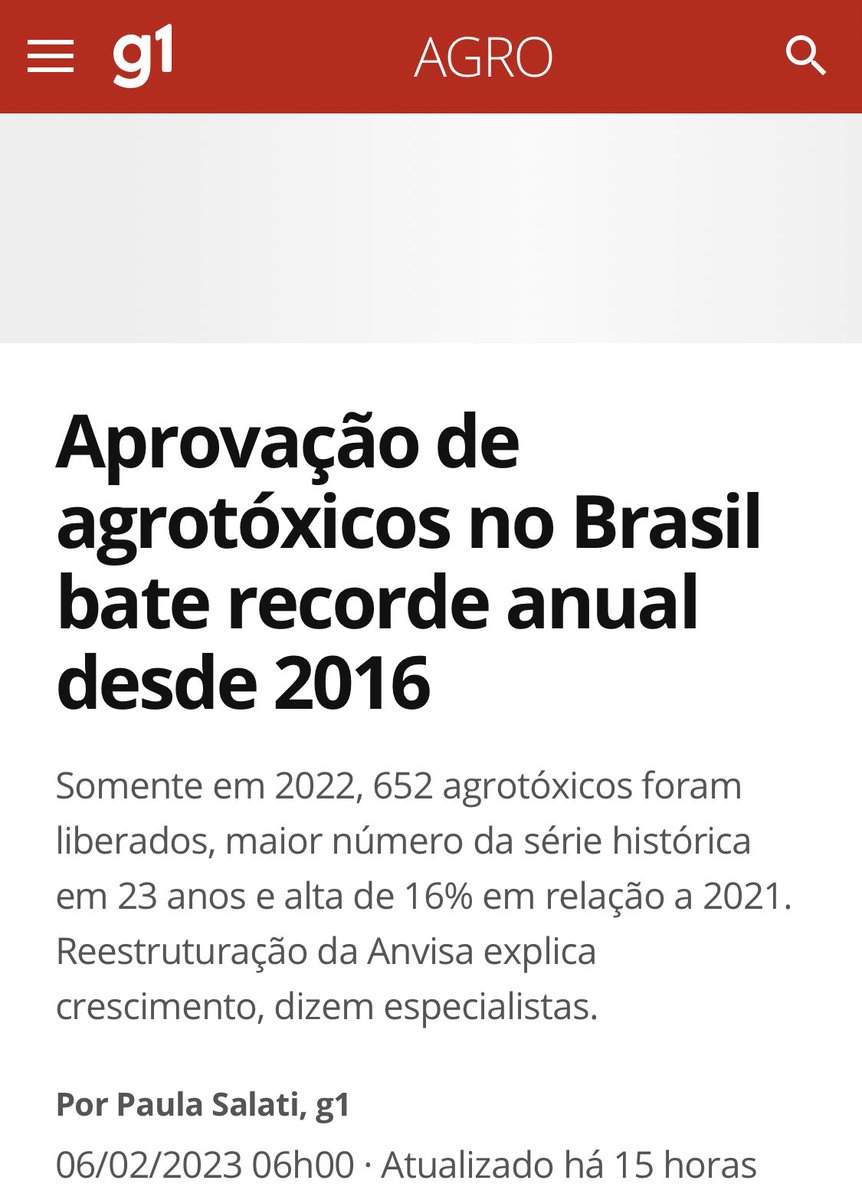 g1 AGRO
Aprovação de
agrotóxicos no Brasil
bate recorde anual
desde 2016
Somente em 2022, 652 agrotóxicos foram
liberados, maior número da série histórica
em 23 anos e alta de 16% em relação a 2021.
Reestruturação da Anvisa explica
crescimento, dizem especialistas.
Por Paula Salati, g1
06/02/2023 06h00 · Atualizado há 15 horas